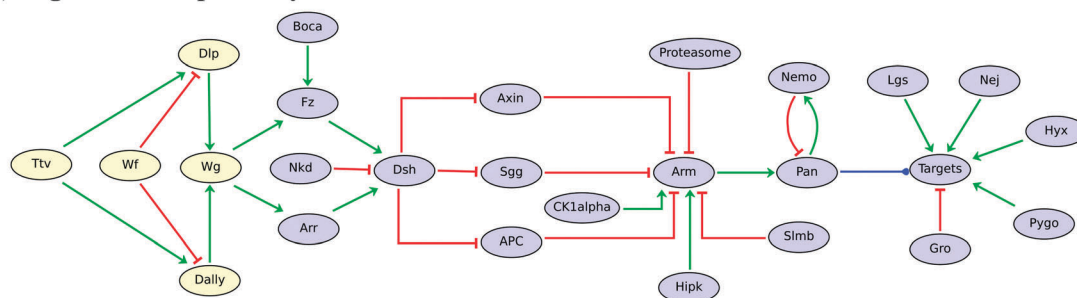 Boca
Dlp
Proteasome
Nemo
Lgs
Nej
Fz
Axin
Hyx
Ttv
Wf
Wg
Nkd
Dsh
Sgg
Arm
Pan
Targets
CK1alpha
Arr
APC
Slmb
Pygo
Gro
Dally
Hipk